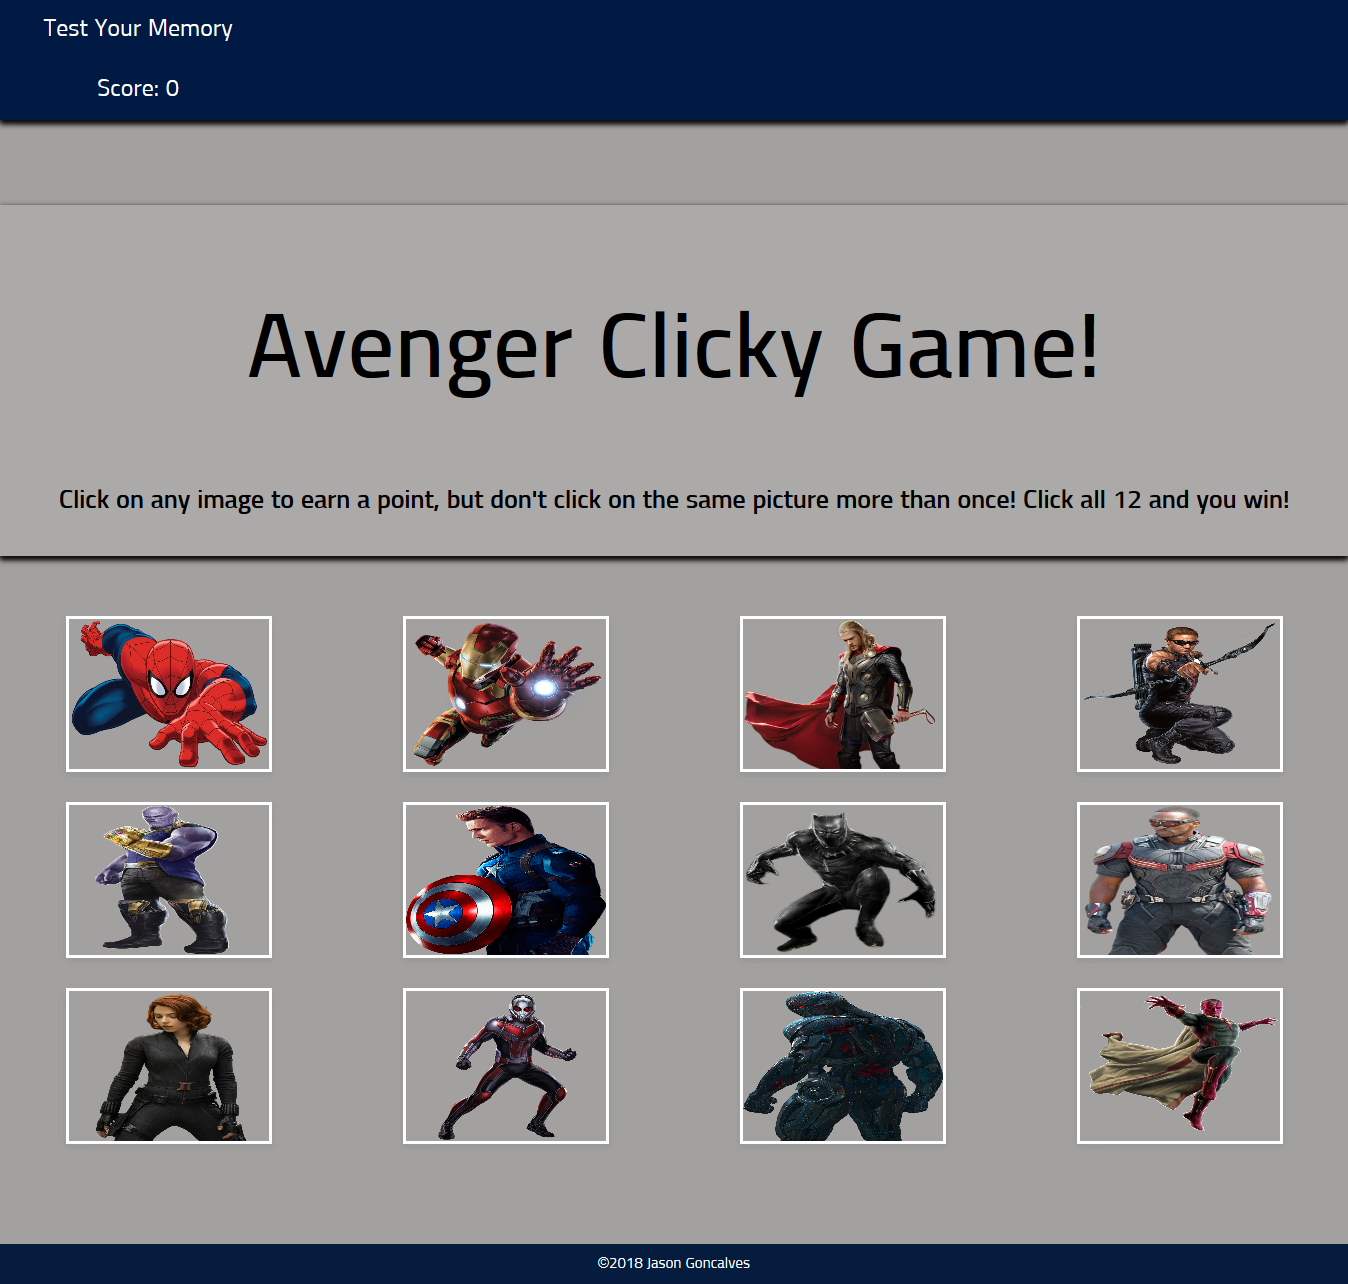 Test Your Memory
Score: 0
Avenger Clicky Game!
Click on any image to earn a point, but don't click on the same picture more than once! Click all 12 and you win!
©2018 Jason Goncalves